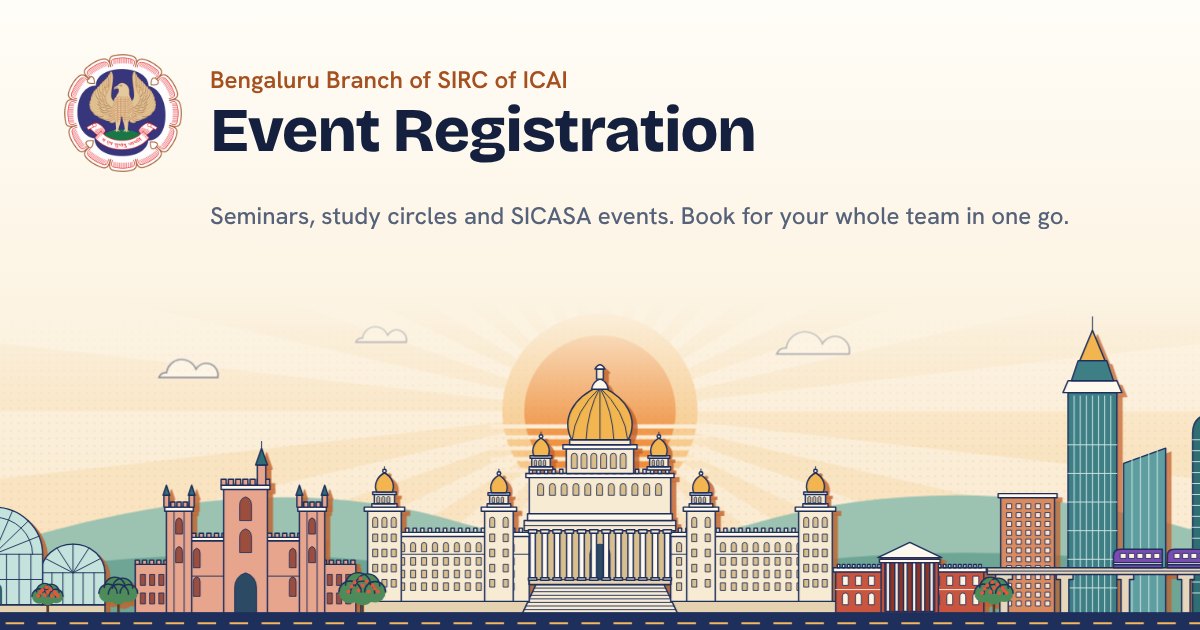 Bengaluru Branch of SIRC of ICAI
Event Registration
Seminars, study circles and SICASA events. Book for your whole team in one go.